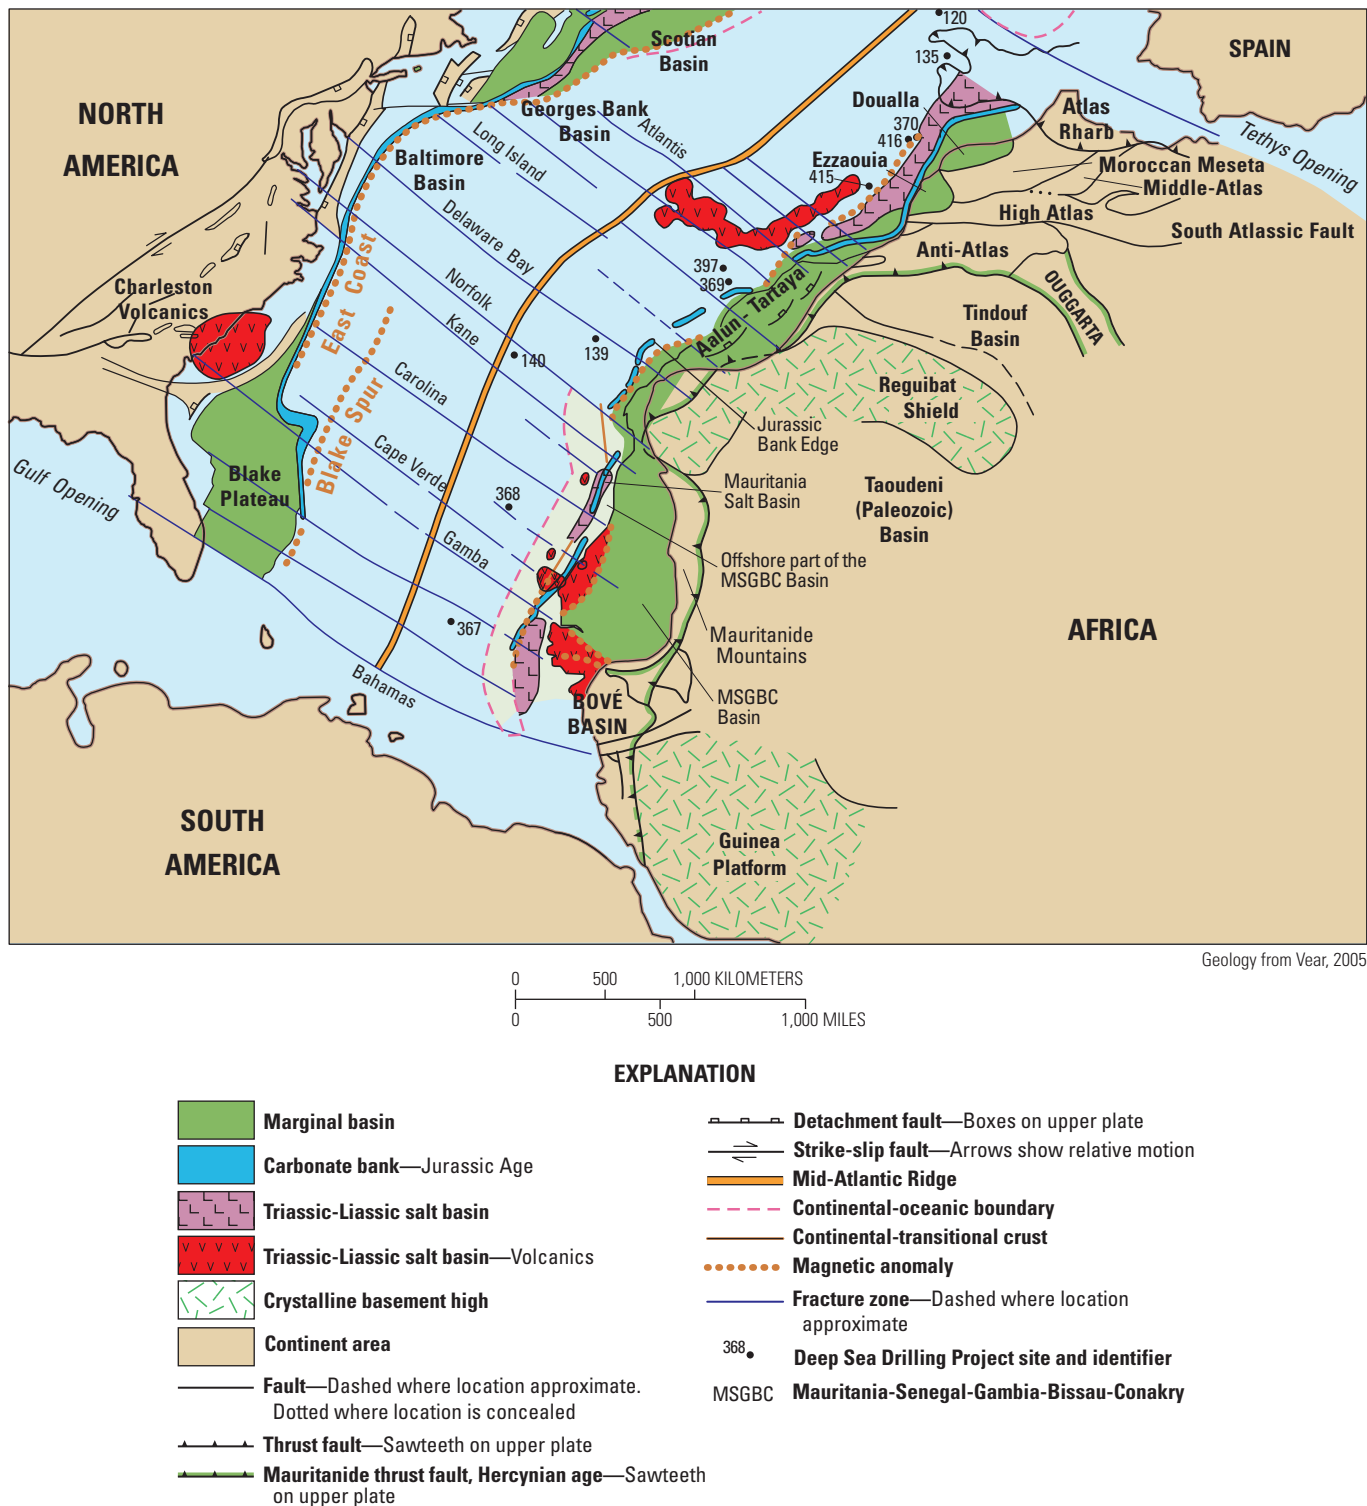 120
SPAIN
Scotian
Basin
135
NORTH
AMERICA
Doualla
Georges Bank
Basin
Atlantis
370
416
Atlas
Rharb
Tethys Opening
Long Island
Baltimore
Basin
Ezzaouia
415
Moroccan Meseta
Middle-Atlas
High Atlas
South Atlassic Fault
Delaware Bay
Anti-Atlas
397
369
OUGGARTA
Charleston
Volcanics
East Coast
Norfolk
Aalun - Tartaya
Tindouf
Basin
Kane
139
140
Carolina
Reguibat
Shield
Blake Spur
Jurassic
Bank Edge
Cape Verde
Gulf Opening
Blake
Plateau
Mauritania
Salt Basin
Taoudeni
(Paleozoic)
Basin
368
Gamba
Offshore part of the
MSGBC Basin
367
Mauritanide
Mountains
AFRICA
Bahamas
BOVÉ
BASIN
MSGBC
Basin
SOUTH
AMERICA
Guinea
Platform
Geology from Vear, 2005
0 500 1,000 KILOMETERS
0 500 1,000 MILES
EXPLANATION
Marginal basin
Carbonate bank—Jurassic Age
Triassic-Liassic salt basin
Triassic-Liassic salt basin—Volcanics
Crystalline basement high
Continent area
Fault—Dashed where location approximate.
Dotted where location is concealed
Thrust fault—Sawteeth on upper plate
Mauritanide thrust fault, Hercynian age—Sawteeth
on upper plate
Detachment fault—Boxes on upper plate
Strike-slip fault—Arrows show relative motion
Mid-Atlantic Ridge
Continental-oceanic boundary
Continental-transitional crust
Magnetic anomaly
Fracture zone—Dashed where location
approximate
368 Deep Sea Drilling Project site and identifier
MSGBC Mauritania-Senegal-Gambia-Bissau-Conakry